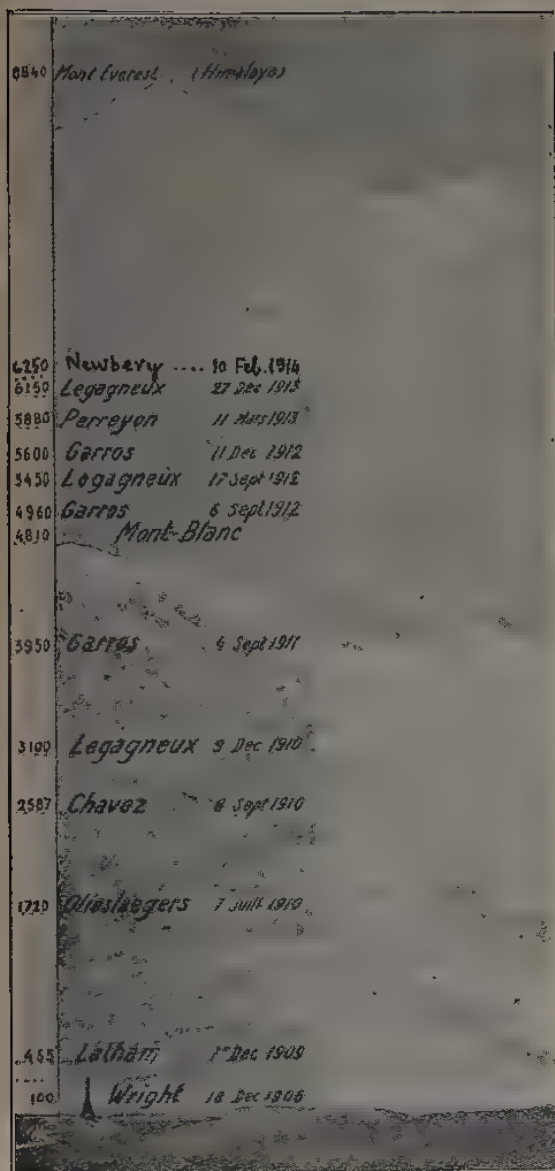 8840 Mont Everest. (Himalaya)
6250 Newbery .... 10 Feb. 1914
6150 Legagneux 27 Dec 1913
5880 Perreyon 11 Mars 1913
5600 Garros 11 Dec 1912
5450 Legagneux 17 Sept 1912
4960 Garros 6 Sept 1912
4810 Mont-Blanc
3950 Garros 4 Sept 1911
3100 Legagneux 9 Dec 1910
2587 Chavez 8 Sept 1910
1720 Olieslaegers 7 Juill 1910
Latham 1er Dec 1909
100 Wright 18 Dec 1908